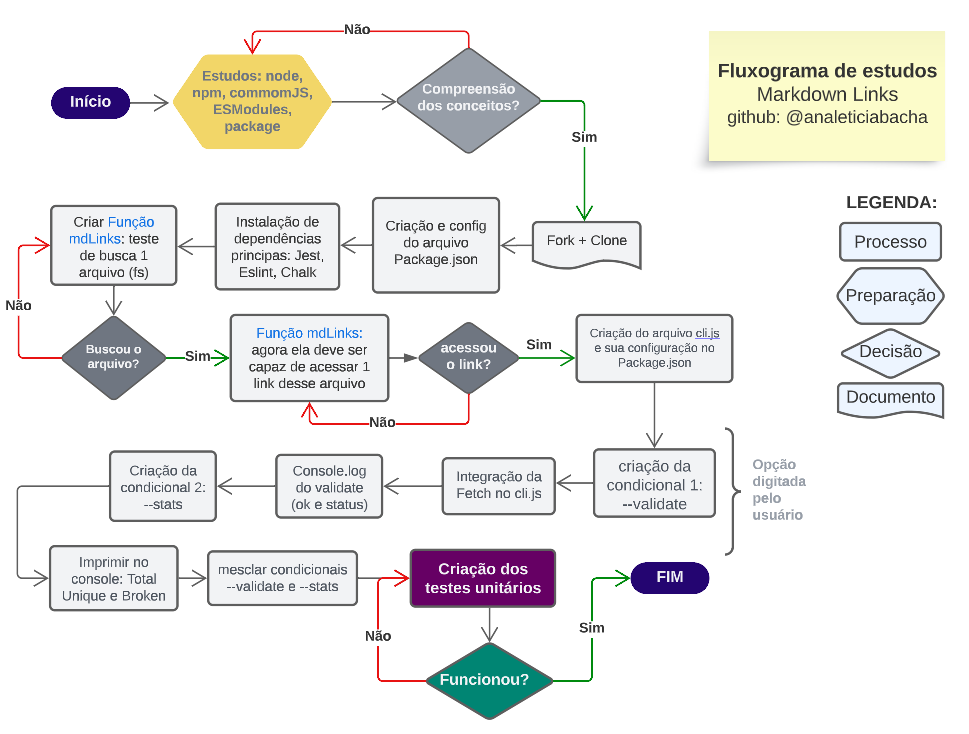 Não
Início
Estudos: node,
npm, commomJS,
ESModules,
package
Compreensão
dos conceitos?
Sim
Fluxograma de estudos
Markdown Links
github: @analeticiabacha
LEGENDA:
Processo
Preparação
Decisão
Documento
Fork + Clone
Criação e config
do arquivo
Package.json
Instalação de
dependências
principas: Jest,
Eslint, Chalk
Criar Função
mdLinks: teste
de busca 1
arquivo (fs)
Não
Buscou o
arquivo?
Sim
Função mdLinks:
agora ela deve ser
capaz de acessar 1
link desse arquivo
acessou
o link?
Não
Sim
Criação do arquivo cli.js
e sua configuração no
Package.json
criação da
condicional 1:
--validate
Opção
digitada
pelo
usuário
Integração da
Fetch no cli.js
Console.log
do validate
(ok e status)
Criação da
condicional 2:
--stats
Imprimir no
console: Total
Unique e Broken
mesclar condicionais
--validate e --stats
Criação dos
testes unitários
Não
Funcionou?
Sim
FIM